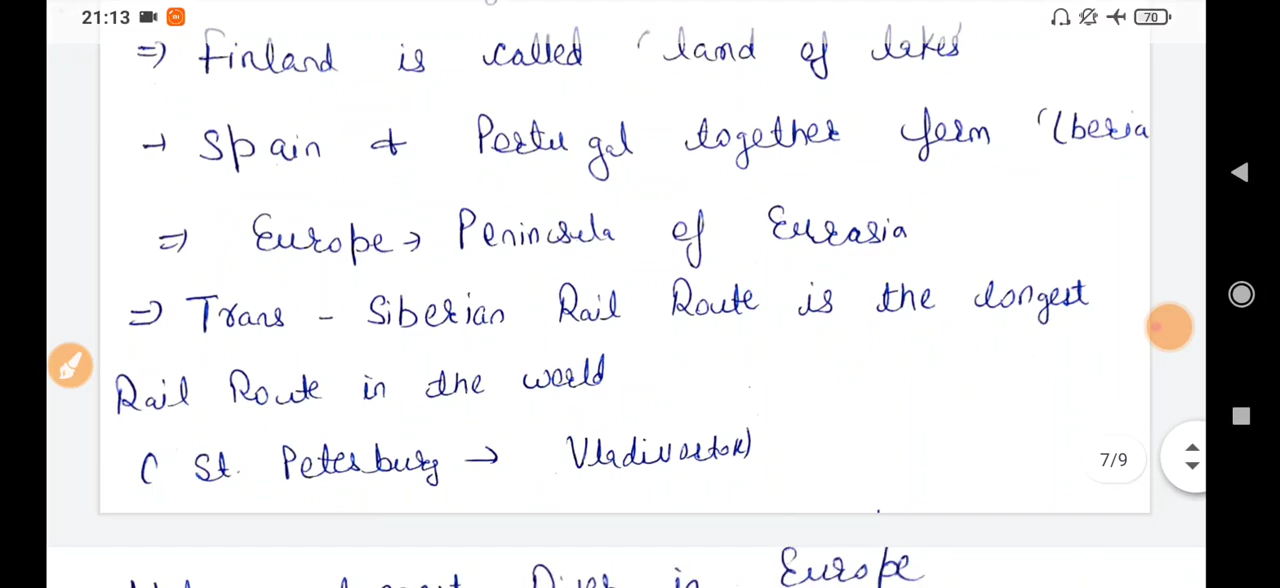 21:13
70
⇒ Finland is called 'land of lakes'
→ Spain & Portugal together form 'Iberia
⇒ Europe → Peninsula of Eurasia
⇒ Trans - Siberian Rail Route is the longest
Rail Route in the world
( St. Petersburg → Vladivostok)
7/9
in Europe